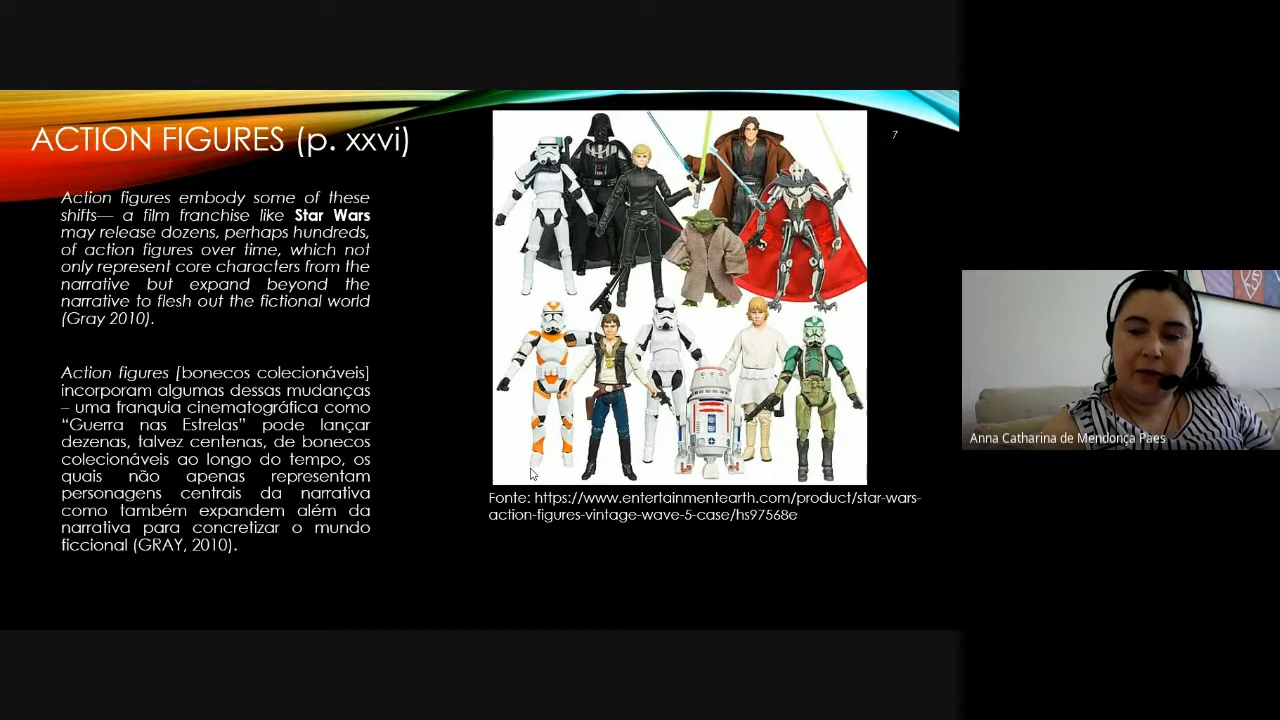 ACTION FIGURES (p. xxvi)
7
Action figures embody some of these
shifts— a film franchise like Star Wars
may release dozens, perhaps hundreds,
of action figures over time, which not
only represent core characters from the
narrative but expand beyond the
narrative to flesh out the fictional world
(Gray 2010).
Action figures [bonecos colecionáveis]
incorporam algumas dessas mudanças
– uma franquia cinematográfica como
“Guerra nas Estrelas” pode lançar
dezenas, talvez centenas, de bonecos
colecionáveis ao longo do tempo, os
quais não apenas representam
personagens centrais da narrativa
como também expandem além da
narrativa para concretizar o mundo
ficcional (GRAY, 2010).
Fonte: https://www.entertainmentearth.com/product/star-wars-
action-figures-vintage-wave-5-case/hs97568e
Anna Catharina de Mendonça Paes